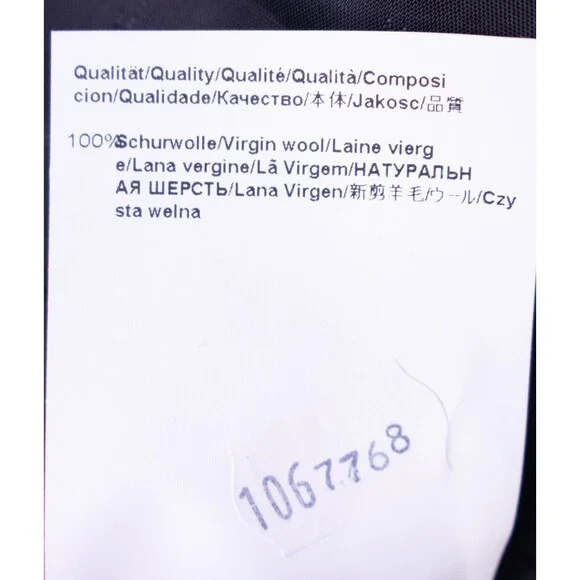 Qualität/Quality/Qualité/Qualità/Composi
cion/Qualidade/Качество/本体/Jakosc/品質
100%Schurwolle/Virgin wool/Laine vierg
e/Lana vergine/Lã Virgem/НАТУРАЛЬН
АЯ ШЕРСТЬ/Lana Virgen/新剪羊毛/ウール/Czy
sta welna
1067768